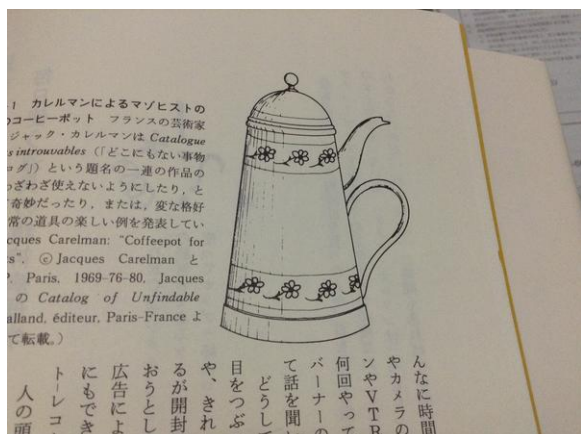 -1 カレルマンによるマゾヒストの
コーヒーポット フランスの芸術家
ジャック・カレルマンは Catalogue
s introuvables (「どこにもない事物
ログ」) という題名の一連の作品の
わざわざ使えないようにしたり, と
奇妙だったり, または, 変な格好
常の道具の楽しい例を発表してい
cques Carelman: "Coffeepot for
ts". ⓒ Jacques Carelman と
P. Paris, 1969-76-80. Jacques
の Catalog of Unfindable
alland, éditeur, Paris-France よ
て転載。)
んなに時間
やカメラの
ンやVTR
何回やって
バーナーの
て話を聞い
どうして
目をつぶ
や、きれ
るが開封
おうとし
広告によ
にもでき
トーレコ
人の頭